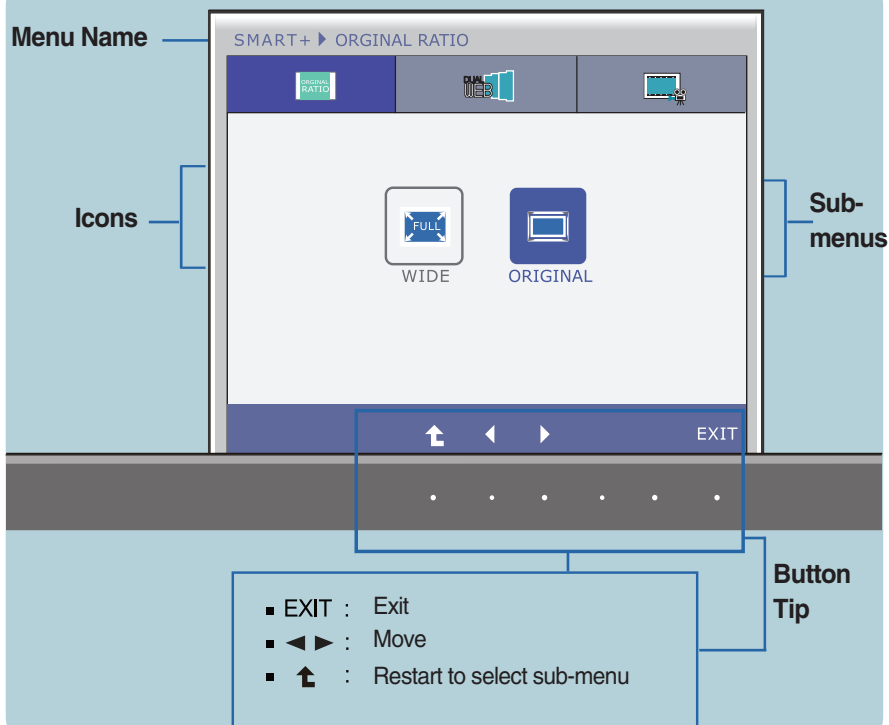 Menu Name
SMART+ ORGINAL RATIO
ORGINAL
RATIO
DUAL
WEB
Icons
Sub-
menus
FULL
WIDE
ORIGINAL
EXIT
Button
Tip
▪ EXIT : Exit
▪ ◄ ► : Move
▪ : Restart to select sub-menu